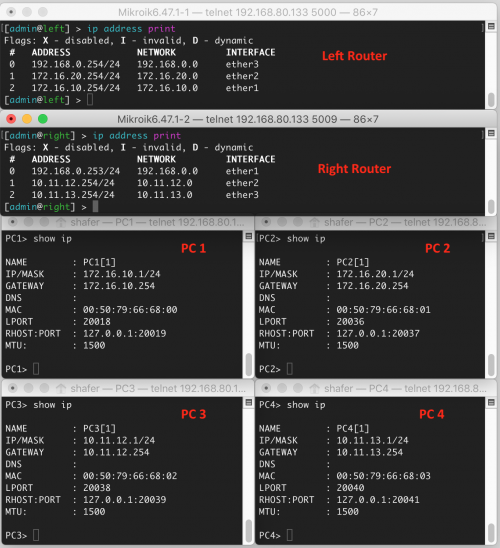 Mikroik6.47.1-1 — telnet 192.168.80.133 5000 — 86×7
[admin@left] > ip address print
Flags: X - disabled, I - invalid, D - dynamic
# ADDRESS NETWORK INTERFACE
0 192.168.0.254/24 192.168.0.0 ether3
1 172.16.20.254/24 172.16.20.0 ether2
2 172.16.10.254/24 172.16.10.0 ether1
[admin@left] >
Left Router
Mikroik6.47.1-2 — telnet 192.168.80.133 5009 — 86×7
[admin@right] > ip address print
Flags: X - disabled, I - invalid, D - dynamic
# ADDRESS NETWORK INTERFACE
0 192.168.0.253/24 192.168.0.0 ether1
1 10.11.12.254/24 10.11.12.0 ether2
2 10.11.13.254/24 10.11.13.0 ether3
[admin@right] >
Right Router
shafer — PC1 — telnet 192.168.80.1...
PC1> show ip
PC 1
NAME : PC1[1]
IP/MASK : 172.16.10.1/24
GATEWAY : 172.16.10.254
DNS :
MAC : 00:50:79:66:68:00
LPORT : 20018
RHOST:PORT : 127.0.0.1:20019
MTU: : 1500
PC1>
shafer — PC2 — telnet 192.168.80.1...
PC2> show ip
PC 2
NAME : PC2[1]
IP/MASK : 172.16.20.1/24
GATEWAY : 172.16.20.254
DNS :
MAC : 00:50:79:66:68:01
LPORT : 20036
RHOST:PORT : 127.0.0.1:20037
MTU: : 1500
PC2>
shafer — PC3 — telnet 192.168.80.1...
PC3> show ip
PC 3
NAME : PC3[1]
IP/MASK : 10.11.12.1/24
GATEWAY : 10.11.12.254
DNS :
MAC : 00:50:79:66:68:02
LPORT : 20038
RHOST:PORT : 127.0.0.1:20039
MTU: : 1500
PC3>
shafer — PC4 — telnet 192.168.8...
PC4> show ip
PC 4
NAME : PC4[1]
IP/MASK : 10.11.13.1/24
GATEWAY : 10.11.13.254
DNS :
MAC : 00:50:79:66:68:03
LPORT : 20040
RHOST:PORT : 127.0.0.1:20041
MTU: : 1500
PC4>